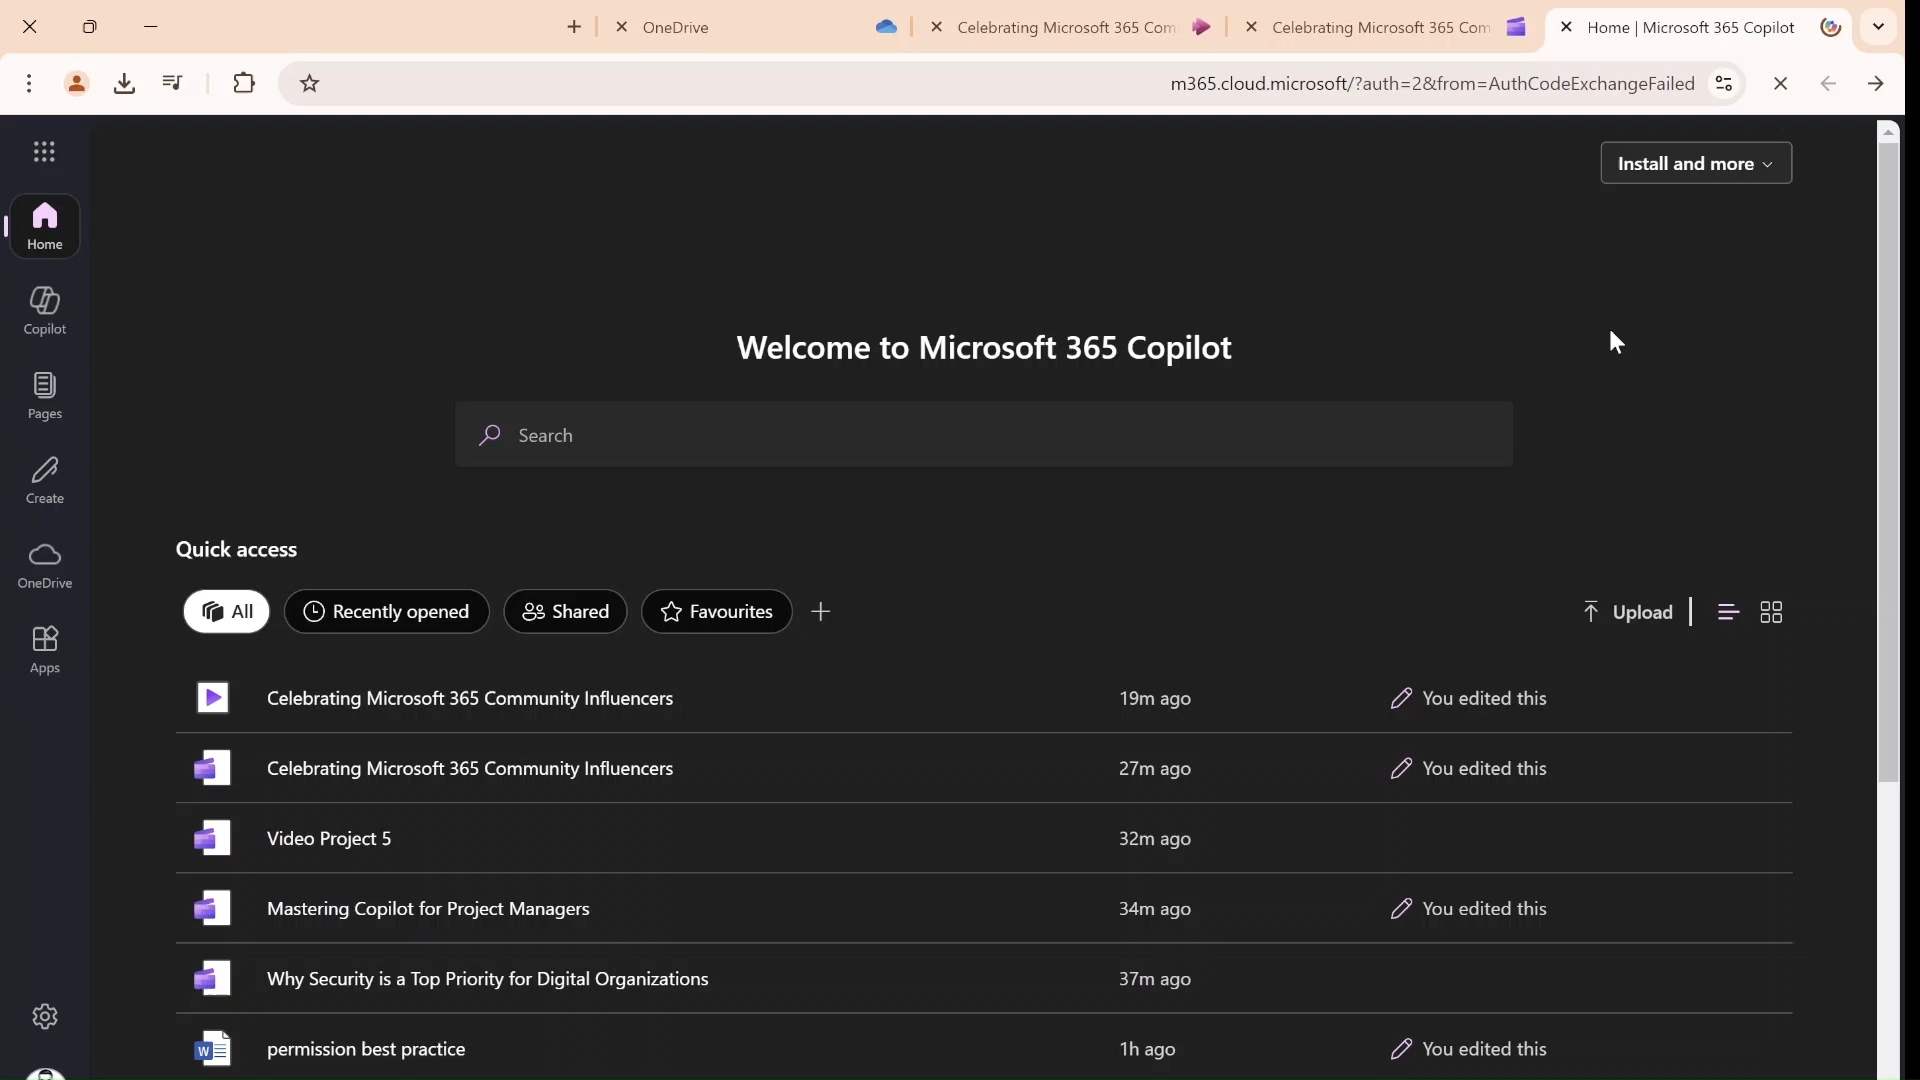 OneDrive
Celebrating Microsoft 365 Com
Celebrating Microsoft 365 Com
Home | Microsoft 365 Copilot
m365.cloud.microsoft/?auth=2&from=AuthCodeExchangeFailed
Install and more
Home
Copilot
Pages
Create
OneDrive
Apps
Welcome to Microsoft 365 Copilot
Search
Quick access
All
Recently opened
Shared
Favourites
Upload
Celebrating Microsoft 365 Community Influencers 19m ago You edited this
Celebrating Microsoft 365 Community Influencers 27m ago You edited this
Video Project 5 32m ago
Mastering Copilot for Project Managers 34m ago You edited this
Why Security is a Top Priority for Digital Organizations 37m ago
W permission best practice 1h ago You edited this